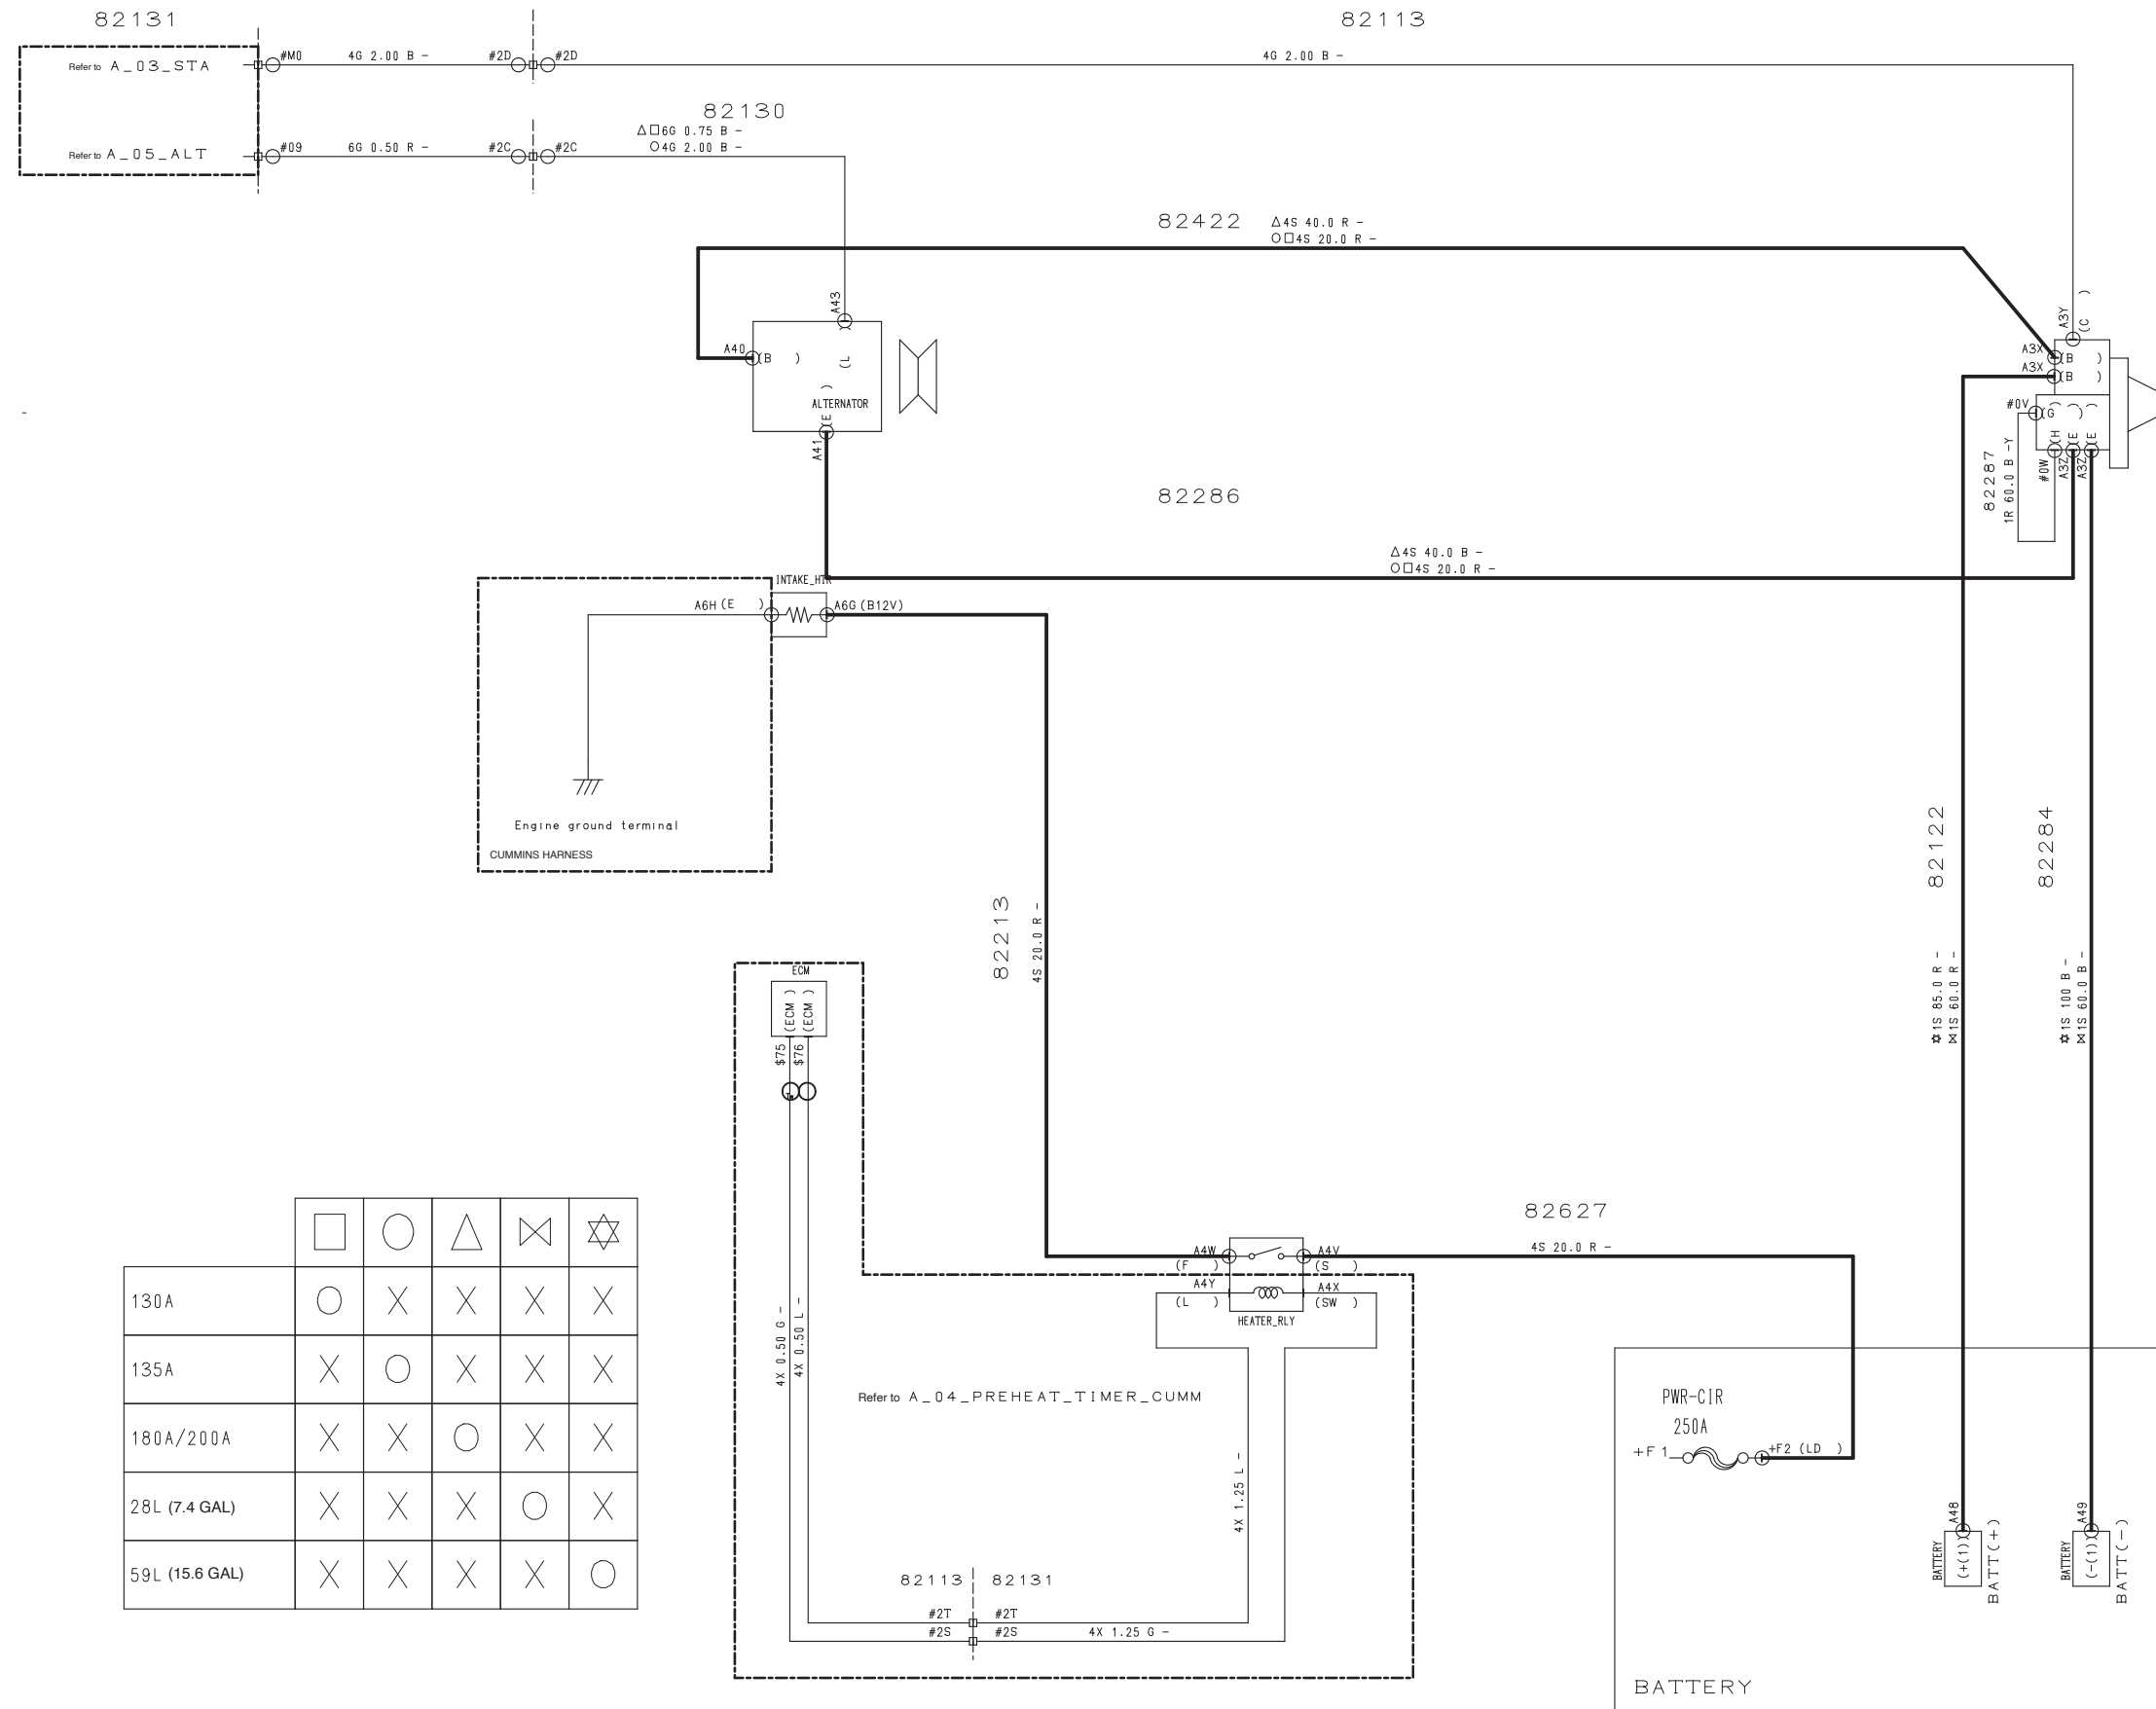 82131
82113
Refer to A_03_STA
#M0
4G 2.00 B -
#2D
#2D
4G 2.00 B -
82130
△□6G 0.75 B -
○4G 2.00 B -
Refer to A_05_ALT
#09
6G 0.50 R -
#2C
#2C
82422
△4S 40.0 R -
○□4S 20.0 R -
A43
(L
A40
(B )
ALTERNATOR
(E )
A41
A3Y
(C )
A3X
(B )
A3X
(B )
#0V
(G )
(H )
(E )
(E )
#0W
A3Z
A3Z
82287
1R 60.0 B -Y
82286
△4S 40.0 B -
○□4S 20.0 R -
INTAKE_HTR
A6H (E )
A6G (B12V)
Engine ground terminal
CUMMINS HARNESS
82213
4S 20.0 R -
82122
82284
✡1S 85.0 R -
⋈1S 60.0 R -
✡1S 100 B -
⋈1S 60.0 B -
ECM
(ECM )
(ECM )
$75
$76
4X 0.50 G -
4X 0.50 L -
82627
4S 20.0 R -
A4W
(F )
A4V
(S )
A4Y
(L )
A4X
(SW )
HEATER_RLY
Refer to A_04_PREHEAT_TIMER_CUMM
4X 1.25 L -
82113
82131
#2T
#2T
#2S
#2S
4X 1.25 G -
PWR-CIR
250A
+F1
+F2 (LD )
A48
BATTERY
(+(1))
BATT(+)
A49
BATTERY
(-(1))
BATT(-)
BATTERY
□ ○ △ ⋈ ✡
130A ○ X X X X
135A X ○ X X X
180A/200A X X ○ X X
28L (7.4 GAL) X X X ○ X
59L (15.6 GAL) X X X X ○